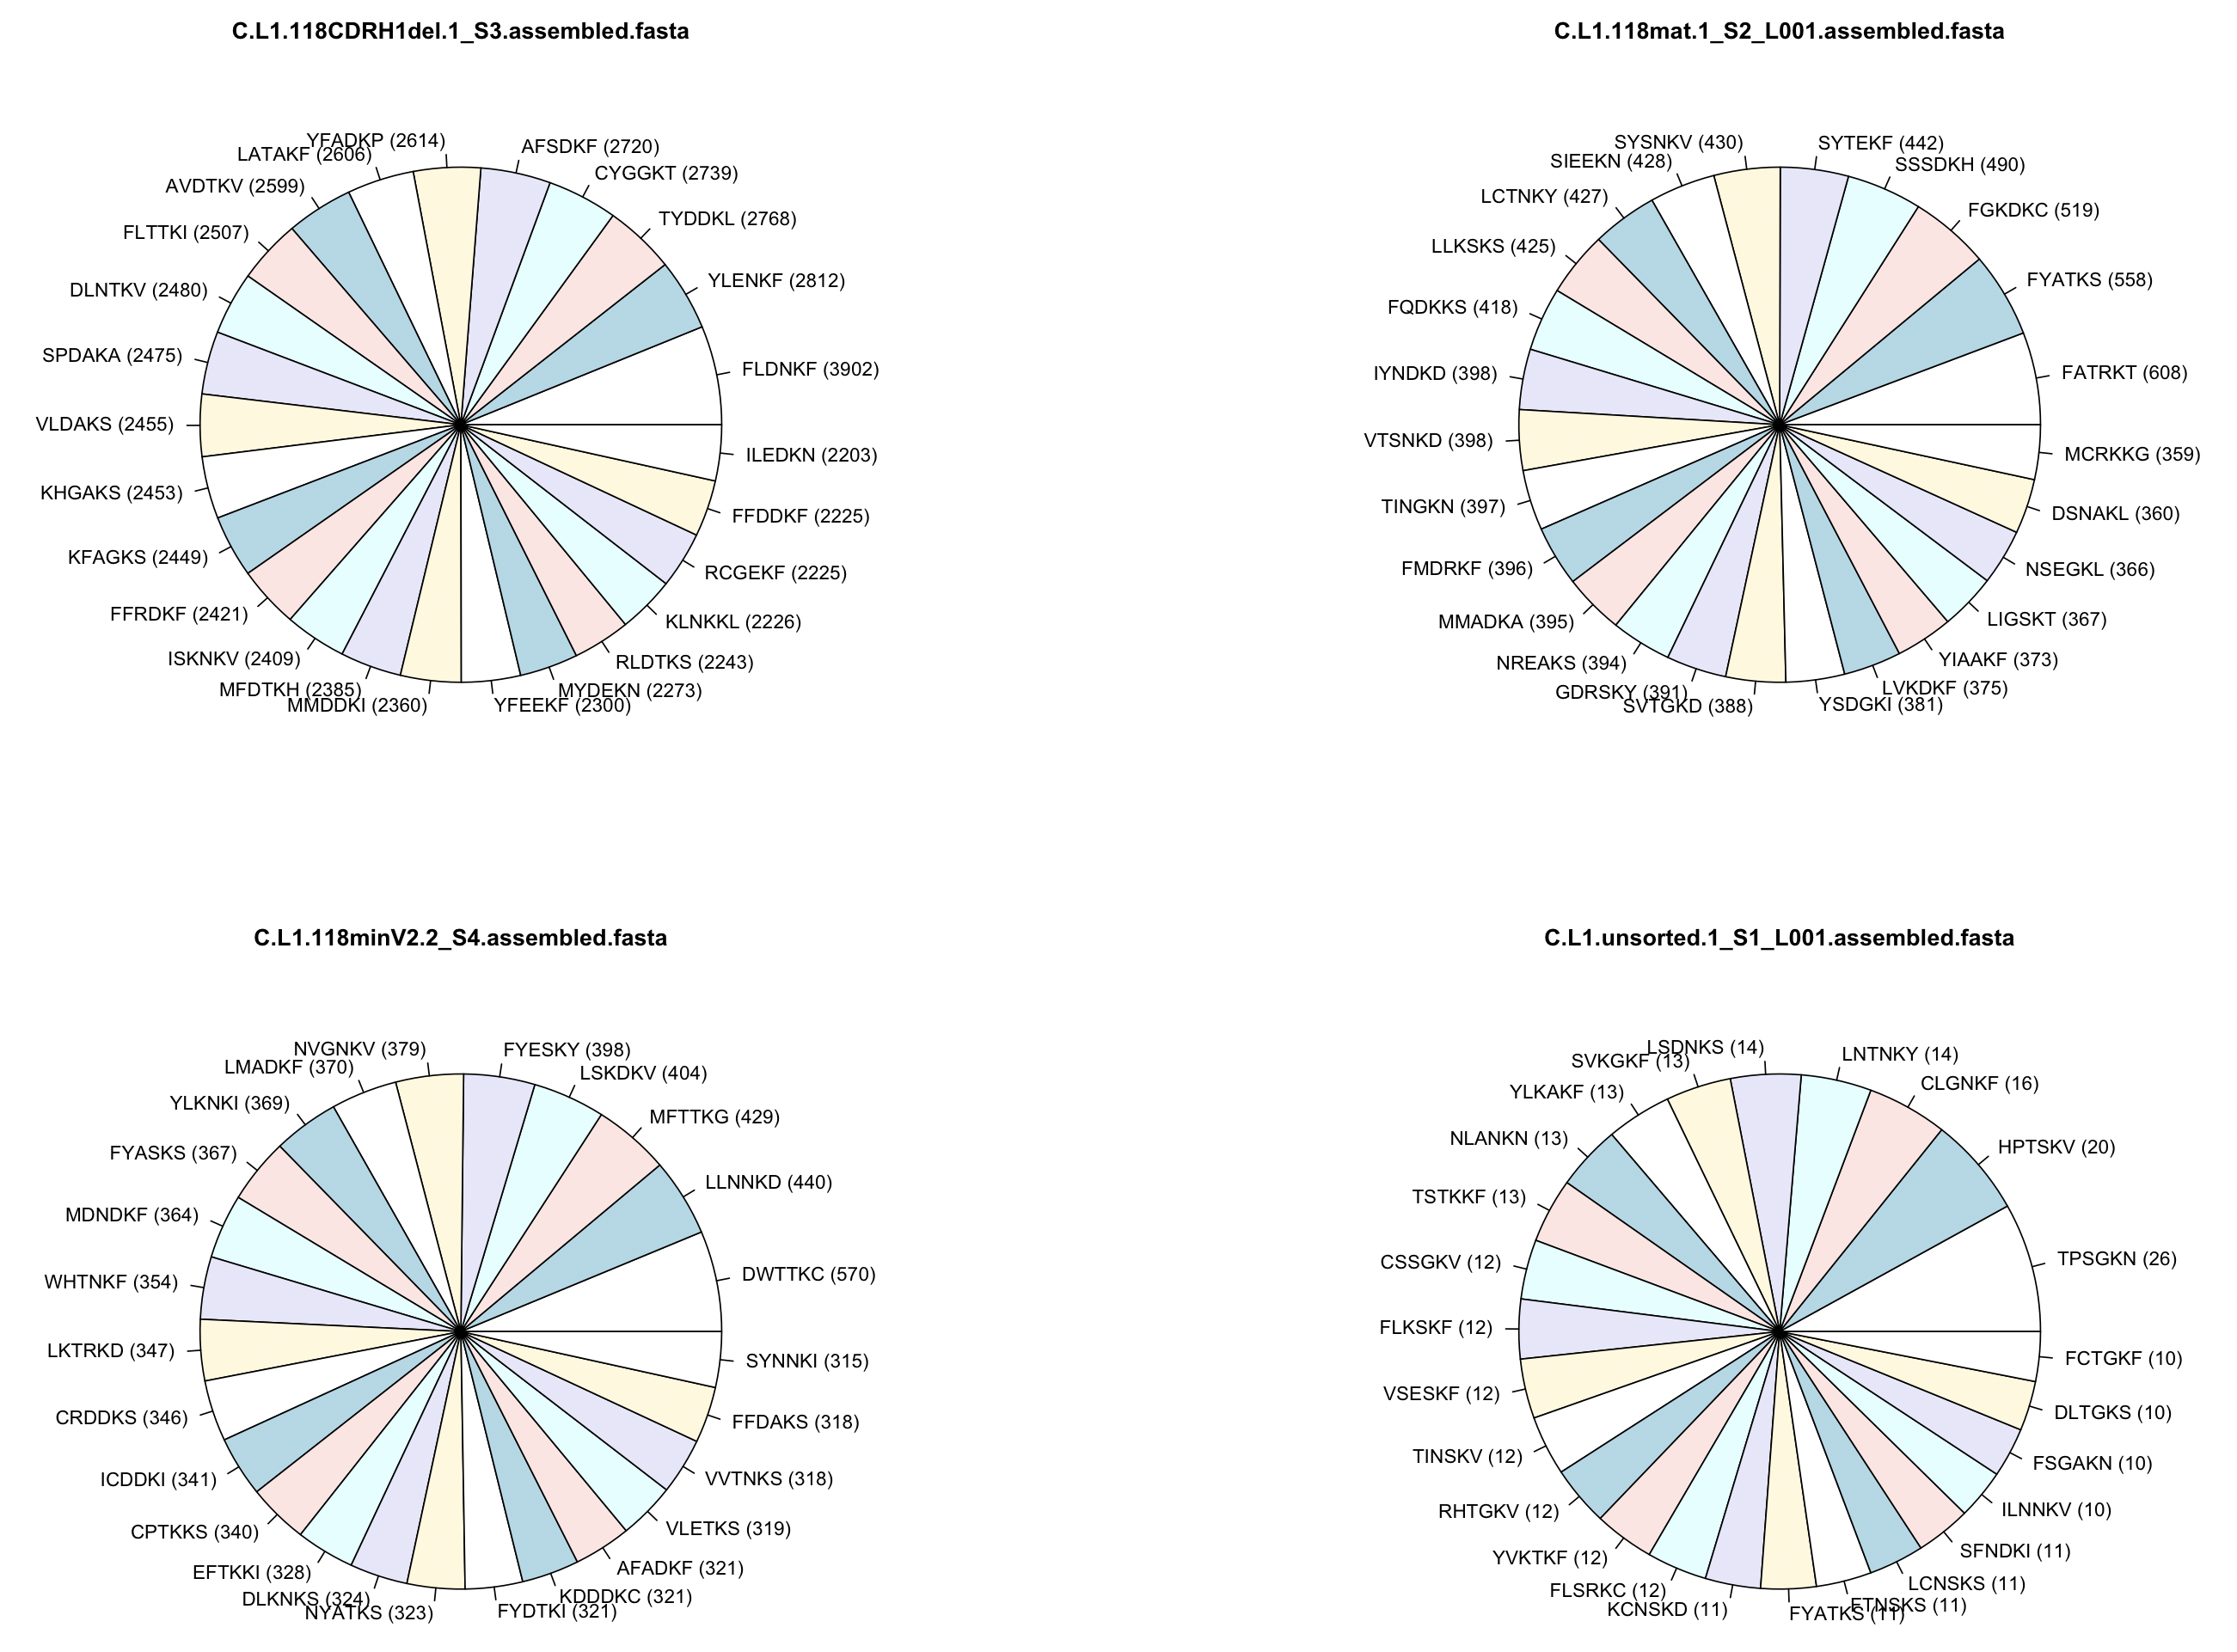 C.L1.118CDRH1del.1_S3.assembled.fasta
FLDNKF (3902)
YLENKF (2812)
TYDDKL (2768)
CYGGKT (2739)
AFSDKF (2720)
YFADKP (2614)
LATAKF (2606)
AVDTKV (2599)
FLTTKI (2507)
DLNTKV (2480)
SPDAKA (2475)
VLDAKS (2455)
KHGAKS (2453)
KFAGKS (2449)
FFRDKF (2421)
ISKNKV (2409)
MFDTKH (2385)
MMDDKI (2360)
YFEEKF (2300)
MYDEKN (2273)
RLDTKS (2243)
KLNKKL (2226)
RCGEKF (2225)
FFDDKF (2225)
ILEDKN (2203)
C.L1.118mat.1_S2_L001.assembled.fasta
FATRKT (608)
FYATKS (558)
FGKDKC (519)
SSSDKH (490)
SYTEKF (442)
SYSNKV (430)
SIEEKN (428)
LCTNKY (427)
LLKSKS (425)
FQDKKS (418)
IYNDKD (398)
VTSNKD (398)
TINGKN (397)
FMDRKF (396)
MMADKA (395)
NREAKS (394)
GDRSKY (391)
SVTGKD (388)
YSDGKI (381)
LVKDKF (375)
YIAAKF (373)
LIGSKT (367)
NSEGKL (366)
DSNAKL (360)
MCRKKG (359)
C.L1.118minV2.2_S4.assembled.fasta
DWTTKC (570)
LLNNKD (440)
MFTTKG (429)
LSKDKV (404)
FYESKY (398)
NVGNKV (379)
LMADKF (370)
YLKNKI (369)
FYASKS (367)
MDNDKF (364)
WHTNKF (354)
LKTRKD (347)
CRDDKS (346)
ICDDKI (341)
CPTKKS (340)
EFTKKI (328)
DLKNKS (324)
NYATKS (323)
FYDTKI (321)
KDDDKC (321)
AFADKF (321)
VLETKS (319)
VVTNKS (318)
FFDAKS (318)
SYNNKI (315)
C.L1.unsorted.1_S1_L001.assembled.fasta
TPSGKN (26)
HPTSKV (20)
CLGNKF (16)
LNTNKY (14)
LSDNKS (14)
SVKGKF (13)
YLKAKF (13)
NLANKN (13)
TSTKKF (13)
CSSGKV (12)
FLKSKF (12)
VSESKF (12)
TINSKV (12)
RHTGKV (12)
YVKTKF (12)
FLSRKC (12)
KCNSKD (11)
FYATKS (11)
FTNSKS (11)
LCNSKS (11)
SFNDKI (11)
ILNNKV (10)
FSGAKN (10)
DLTGKS (10)
FCTGKF (10)